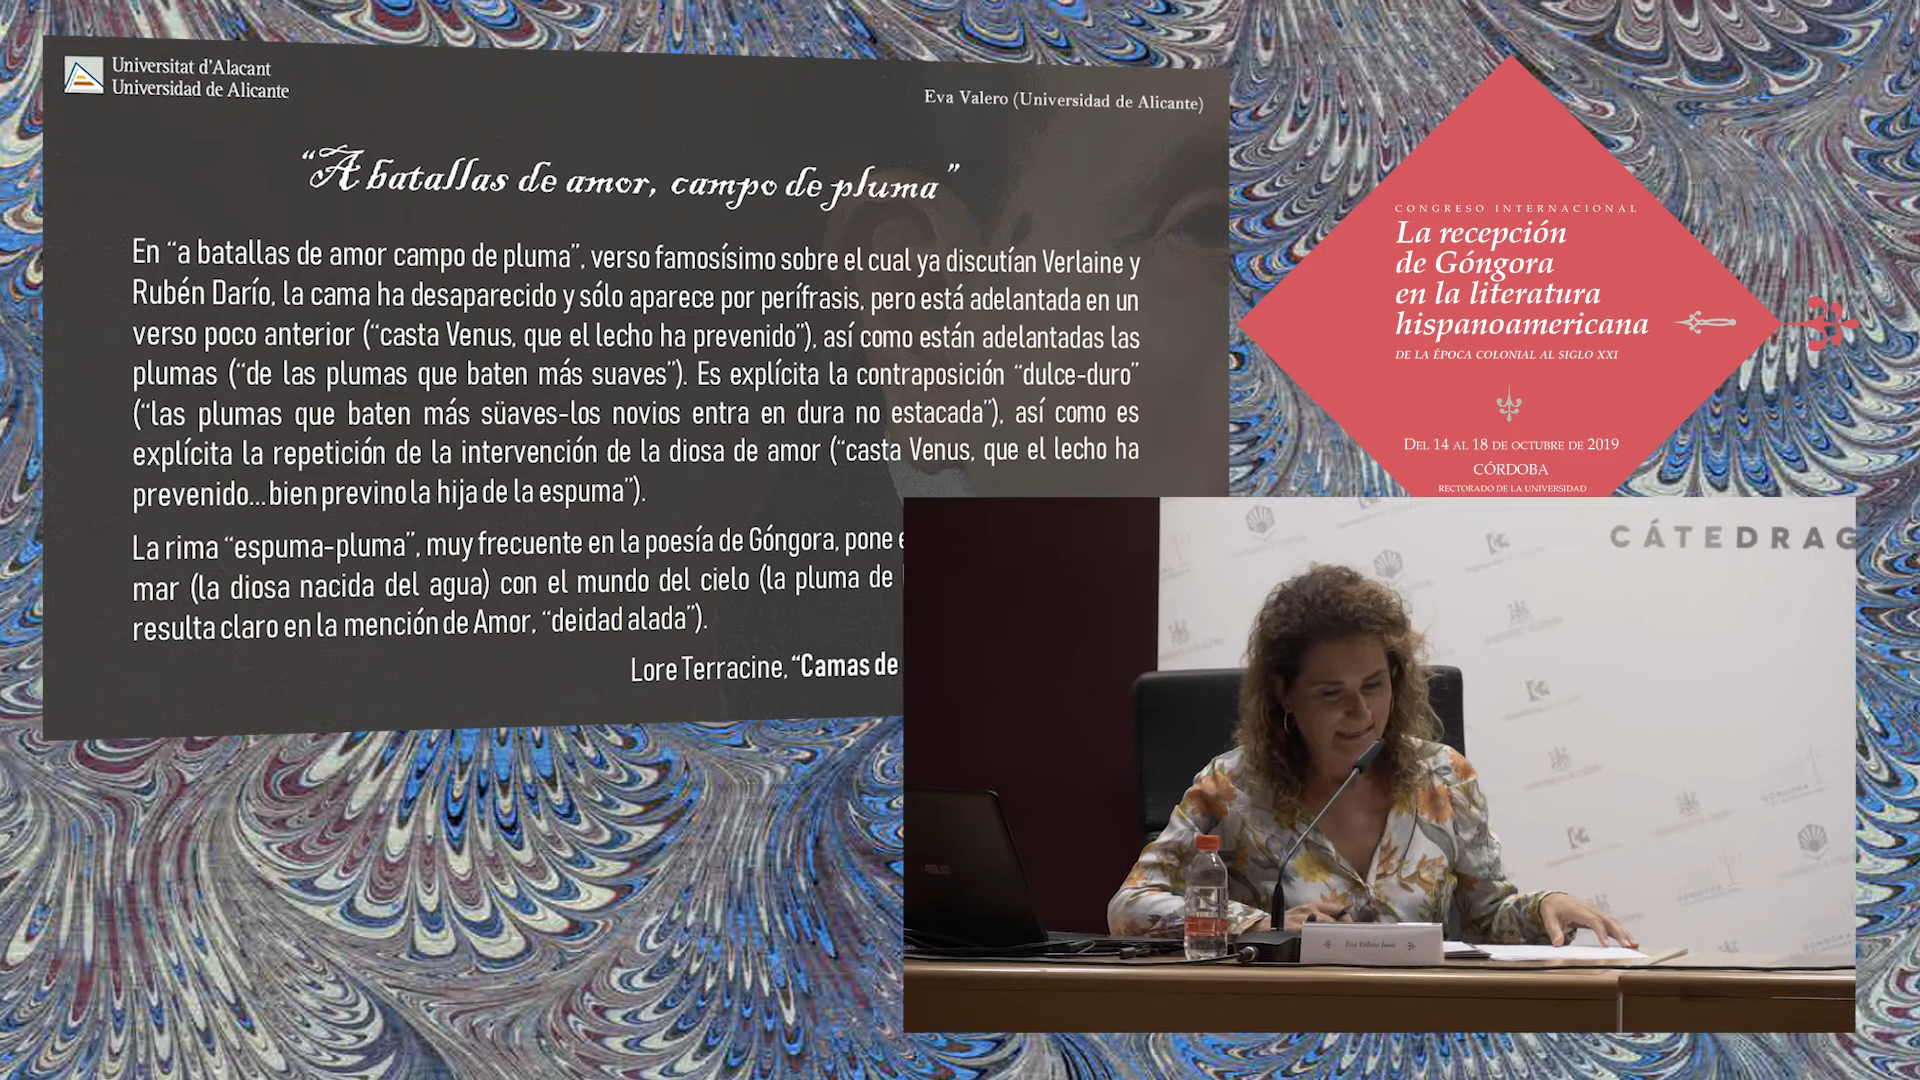 Universitat d'Alacant
Universidad de Alicante
Eva Valero (Universidad de Alicante)
“A batallas de amor, campo de pluma”
En “a batallas de amor campo de pluma”, verso famosísimo sobre el cual ya discutían Verlaine y
Rubén Darío, la cama ha desaparecido y sólo aparece por perífrasis, pero está adelantada en un
verso poco anterior (“casta Venus, que el lecho ha prevenido”), así como están adelantadas las
plumas (“de las plumas que baten más suaves”). Es explícita la contraposición “dulce-duro”
(“las plumas que baten más süaves-los novios entra en dura no estacada”), así como es
explícita la repetición de la intervención de la diosa de amor (“casta Venus, que el lecho ha
prevenido...bien previno la hija de la espuma”).
La rima “espuma-pluma”, muy frecuente en la poesía de Góngora, pone
mar (la diosa nacida del agua) con el mundo del cielo (la pluma de
resulta claro en la mención de Amor, “deidad alada”).
Lore Terracine, “Camas de
CONGRESO INTERNACIONAL
La recepción
de Góngora
en la literatura
hispanoamericana
DE LA ÉPOCA COLONIAL AL SIGLO XXI
DEL 14 AL 18 DE OCTUBRE DE 2019
CÓRDOBA
RECTORADO DE LA UNIVERSIDAD
CÁTEDRAG
ASUS
Eva Valero Juan